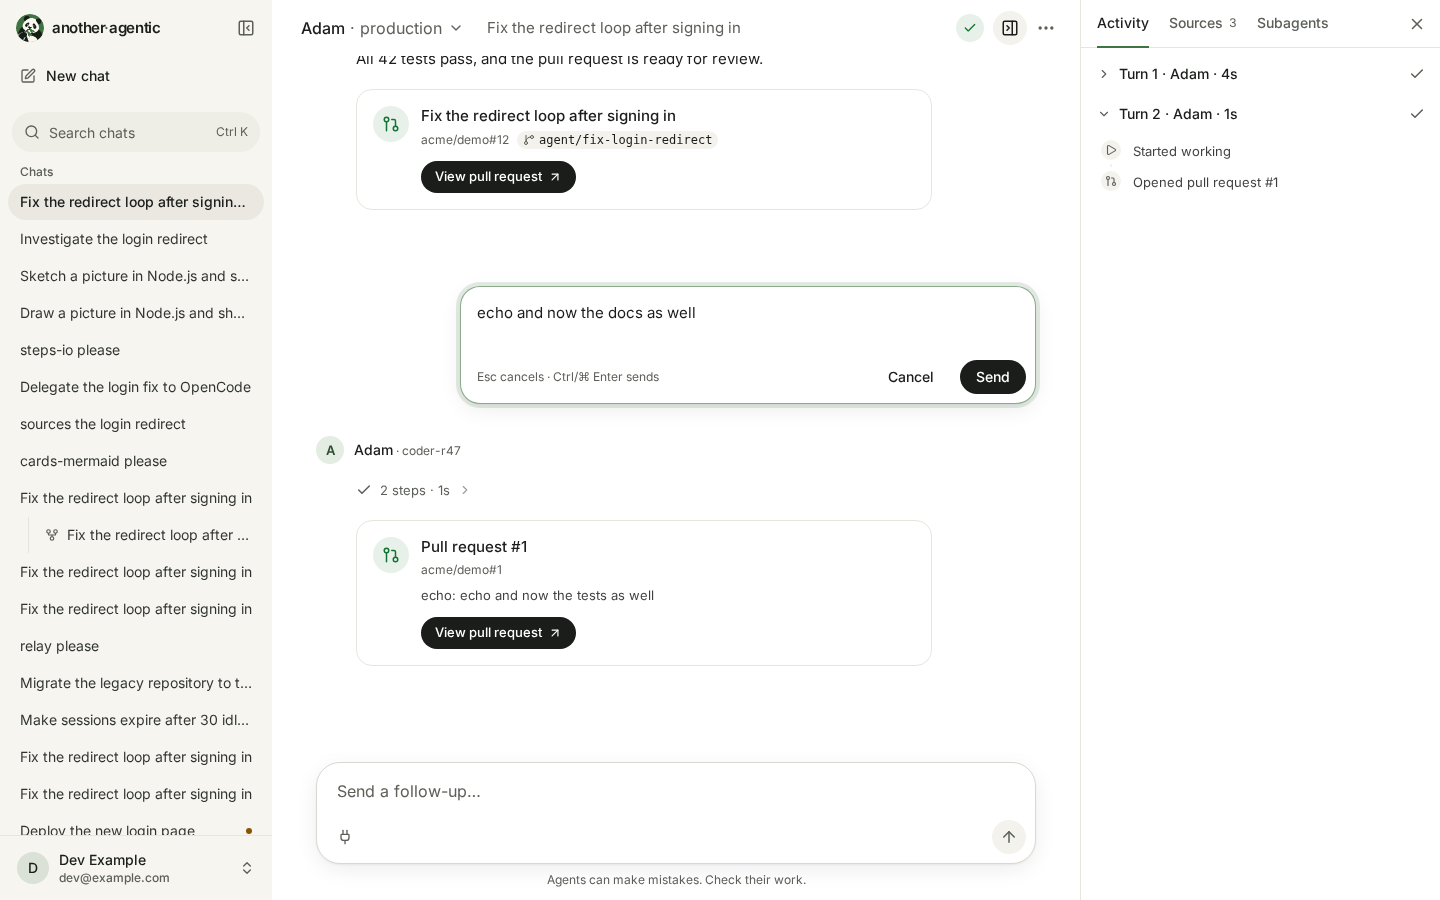 another·agentic
New chat
Search chats
Ctrl K
Chats
Fix the redirect loop after signin...
Investigate the login redirect
Sketch a picture in Node.js and s...
Draw a picture in Node.js and sh...
steps-io please
Delegate the login fix to OpenCode
sources the login redirect
cards-mermaid please
Fix the redirect loop after signing in
Fix the redirect loop after ...
Fix the redirect loop after signing in
Fix the redirect loop after signing in
relay please
Migrate the legacy repository to t...
Make sessions expire after 30 idl...
Fix the redirect loop after signing in
Fix the redirect loop after signing in
Deploy the new login page
D
Dev Example
dev@example.com
Adam · production
Fix the redirect loop after signing in
All 42 tests pass, and the pull request is ready for review.
Fix the redirect loop after signing in
acme/demo#12 agent/fix-login-redirect
View pull request
echo and now the docs as well
Esc cancels · Ctrl/⌘ Enter sends
Cancel
Send
A
Adam · coder-r47
2 steps · 1s
Pull request #1
acme/demo#1
echo: echo and now the tests as well
View pull request
Send a follow-up...
Agents can make mistakes. Check their work.
Activity
Sources 3
Subagents
Turn 1 · Adam · 4s
Turn 2 · Adam · 1s
Started working
Opened pull request #1